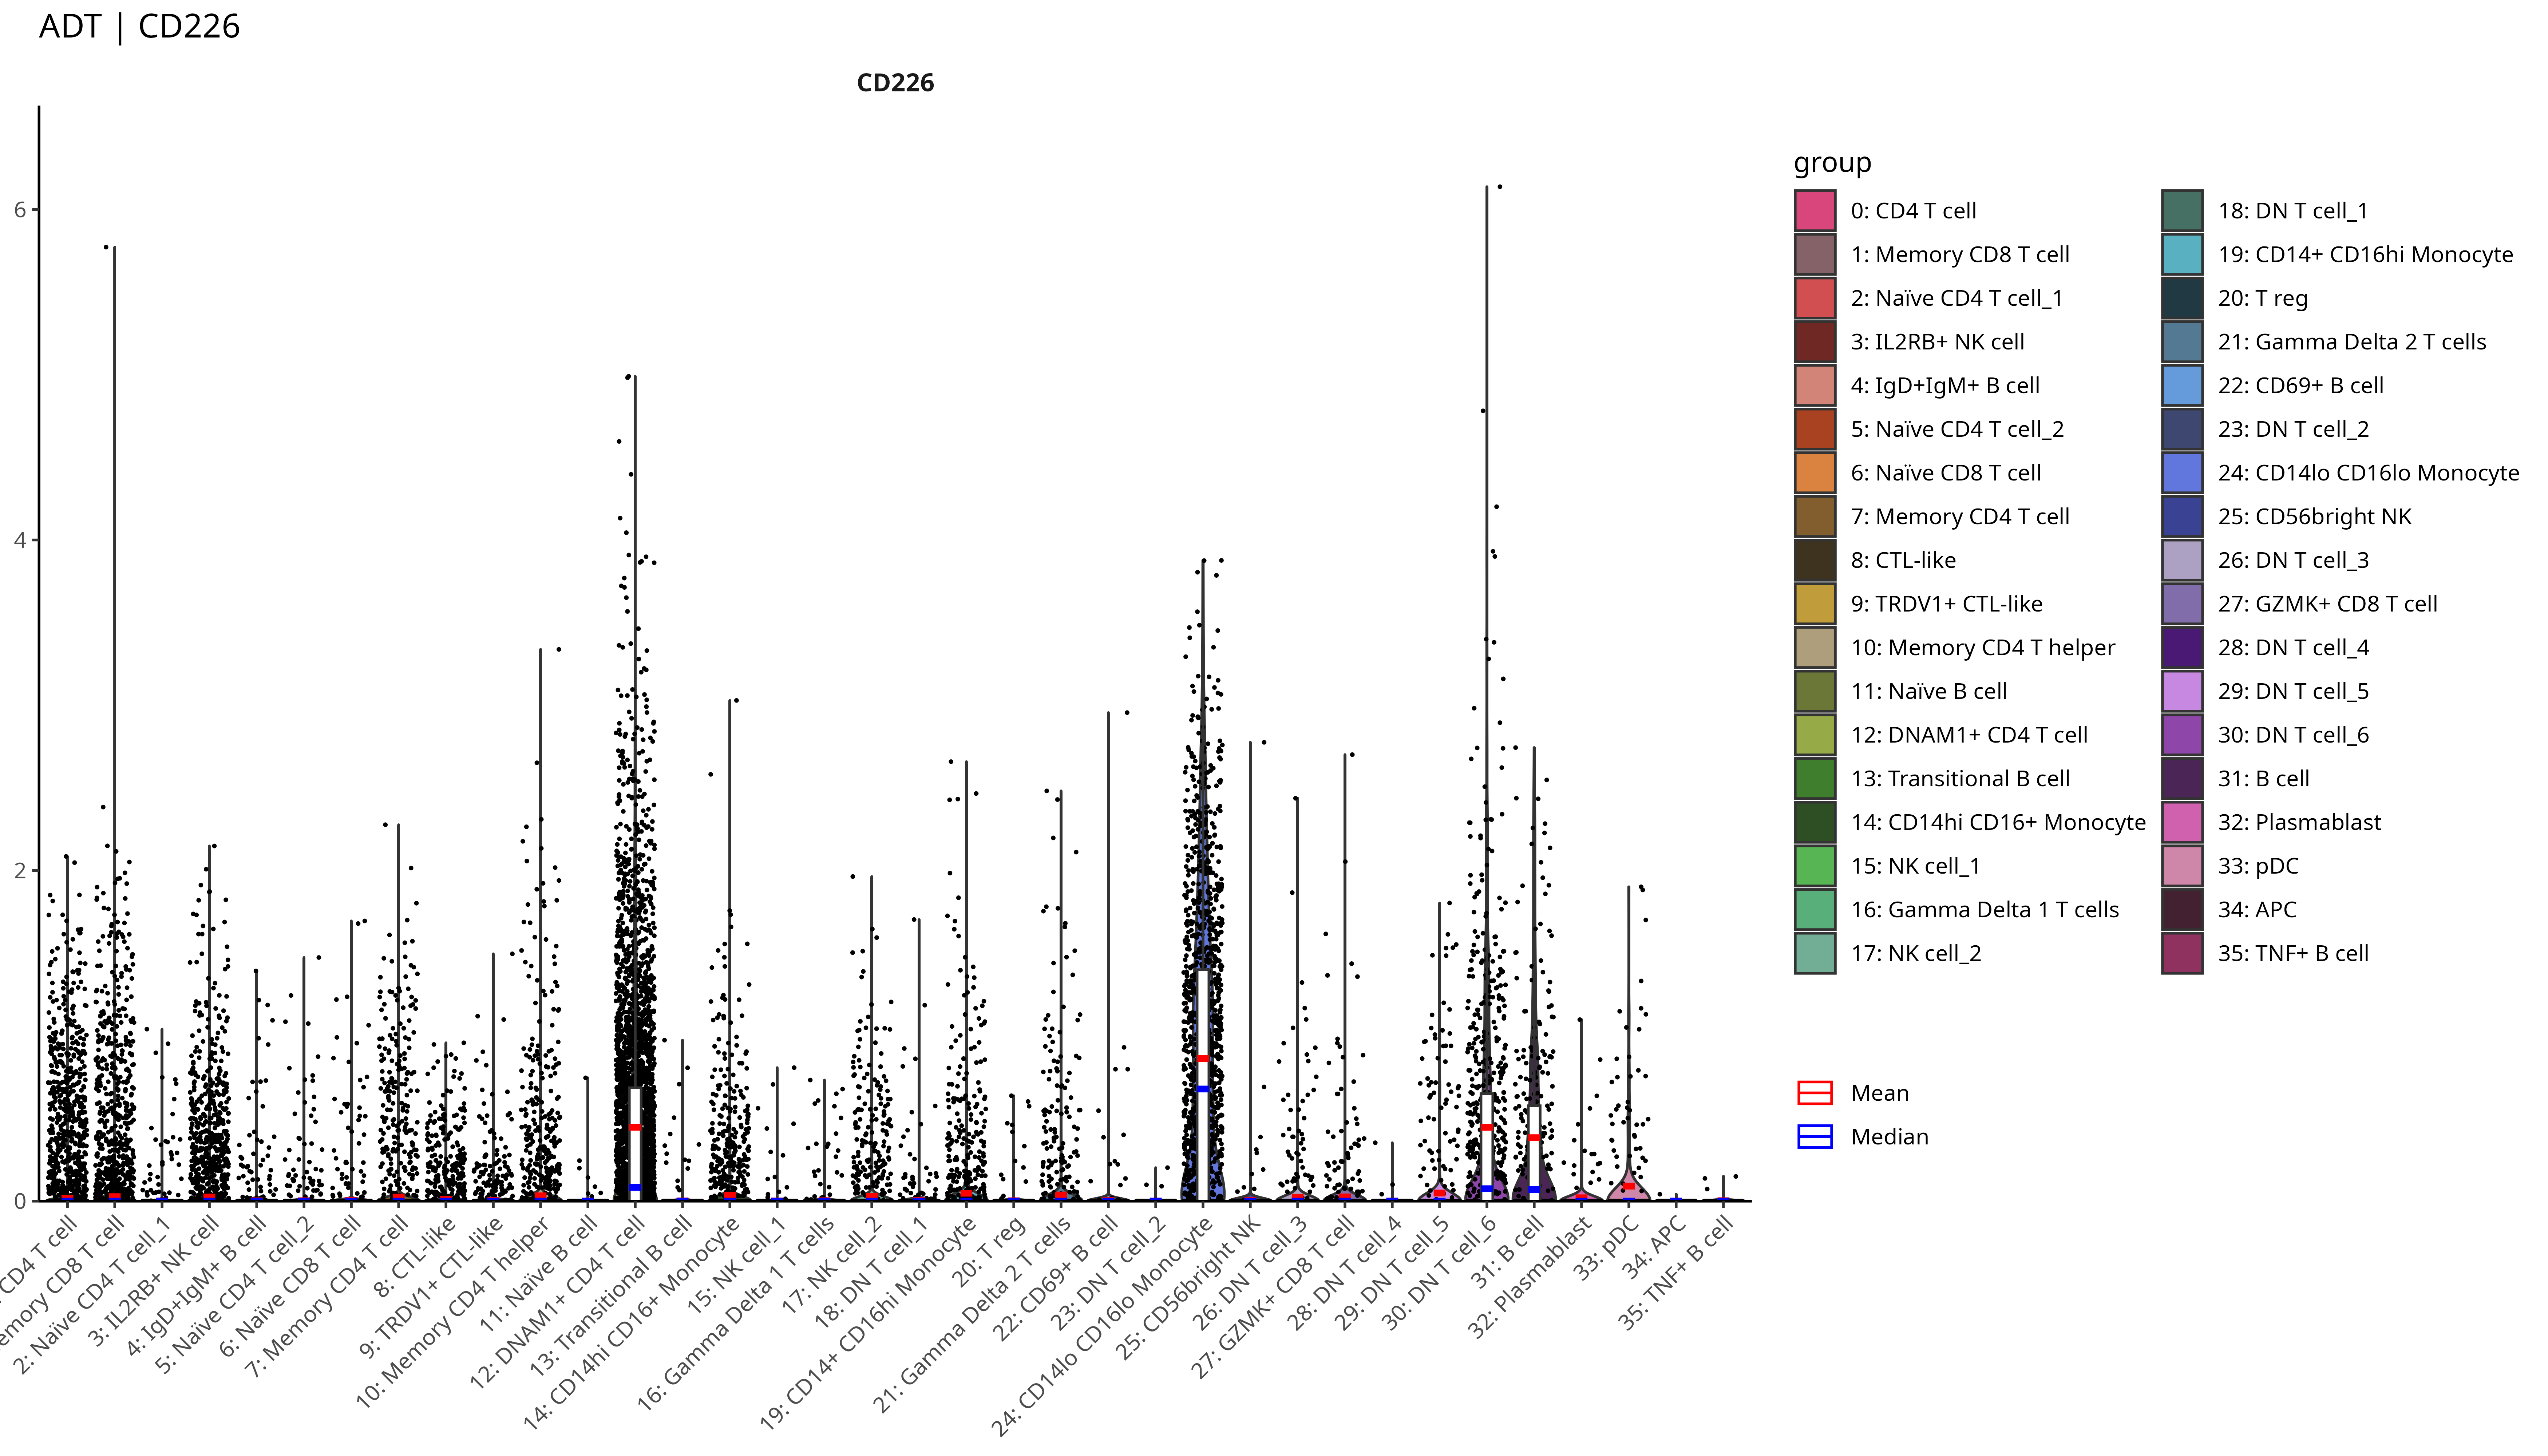 ADT | CD226
CD226
6
4
2
0
CD4 T cell
emory CD8 T cell
2: Naïve CD4 T cell_1
3: IL2RB+ NK cell
4: IgD+IgM+ B cell
5: Naïve CD4 T cell_2
6: Naïve CD8 T cell
7: Memory CD4 T cell
8: CTL-like
9: TRDV1+ CTL-like
10: Memory CD4 T helper
11: Naïve B cell
12: DNAM1+ CD4 T cell
13: Transitional B cell
14: CD14hi CD16+ Monocyte
15: NK cell_1
16: Gamma Delta 1 T cells
17: NK cell_2
18: DN T cell_1
19: CD14+ CD16hi Monocyte
20: T reg
21: Gamma Delta 2 T cells
22: CD69+ B cell
23: DN T cell_2
24: CD14lo CD16lo Monocyte
25: CD56bright NK
26: DN T cell_3
27: GZMK+ CD8 T cell
28: DN T cell_4
29: DN T cell_5
30: DN T cell_6
31: B cell
32: Plasmablast
33: pDC
34: APC
35: TNF+ B cell
group
0: CD4 T cell
1: Memory CD8 T cell
2: Naïve CD4 T cell_1
3: IL2RB+ NK cell
4: IgD+IgM+ B cell
5: Naïve CD4 T cell_2
6: Naïve CD8 T cell
7: Memory CD4 T cell
8: CTL-like
9: TRDV1+ CTL-like
10: Memory CD4 T helper
11: Naïve B cell
12: DNAM1+ CD4 T cell
13: Transitional B cell
14: CD14hi CD16+ Monocyte
15: NK cell_1
16: Gamma Delta 1 T cells
17: NK cell_2
18: DN T cell_1
19: CD14+ CD16hi Monocyte
20: T reg
21: Gamma Delta 2 T cells
22: CD69+ B cell
23: DN T cell_2
24: CD14lo CD16lo Monocyte
25: CD56bright NK
26: DN T cell_3
27: GZMK+ CD8 T cell
28: DN T cell_4
29: DN T cell_5
30: DN T cell_6
31: B cell
32: Plasmablast
33: pDC
34: APC
35: TNF+ B cell
Mean
Median